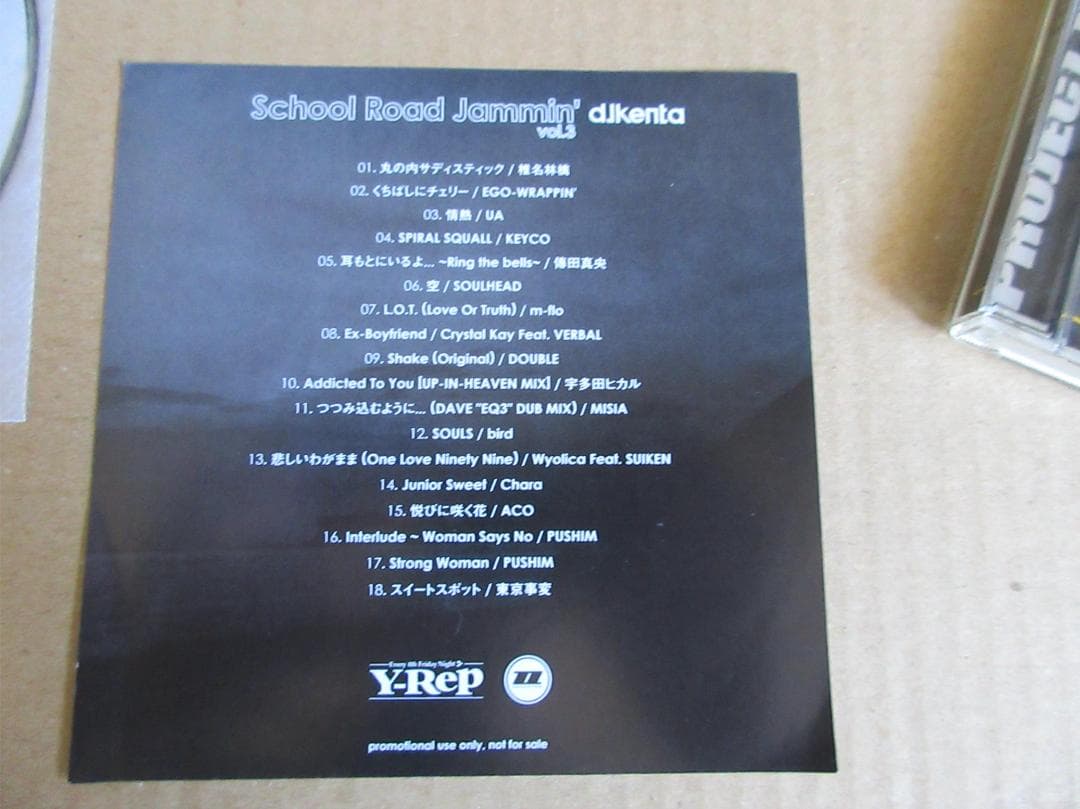 School Road Jammin' dJkenta
vol.3
01. 丸の内サディスティック / 椎名林檎
02. くちばしにチェリー / EGO-WRAPPIN'
03. 情熱 / UA
04. SPIRAL SQUALL / KEYCO
05. 耳もとにいるよ... ~Ring the bells~ / 傳田真央
06. 空 / SOULHEAD
07. L.O.T. (Love Or Truth) / m-flo
08. Ex-Boyfriend / Crystal Kay Feat. VERBAL
09. Shake (Original) / DOUBLE
10. Addicted To You [UP-IN-HEAVEN MIX] / 宇多田ヒカル
11. つつみ込むように... (DAVE "EQ3" DUB MIX) / MISIA
12. SOULS / bird
13. 悲しいわがまま (One Love Ninety Nine) / Wyolica Feat. SUIKEN
14. Junior Sweet / Chara
15. 悦びに咲く花 / ACO
16. Interlude ~ Woman Says No / PUSHIM
17. Strong Woman / PUSHIM
18. スイートスポット / 東京事変
Every 4th Friday Night
Y-Rep
promotional use only, not for sale
PROJECT